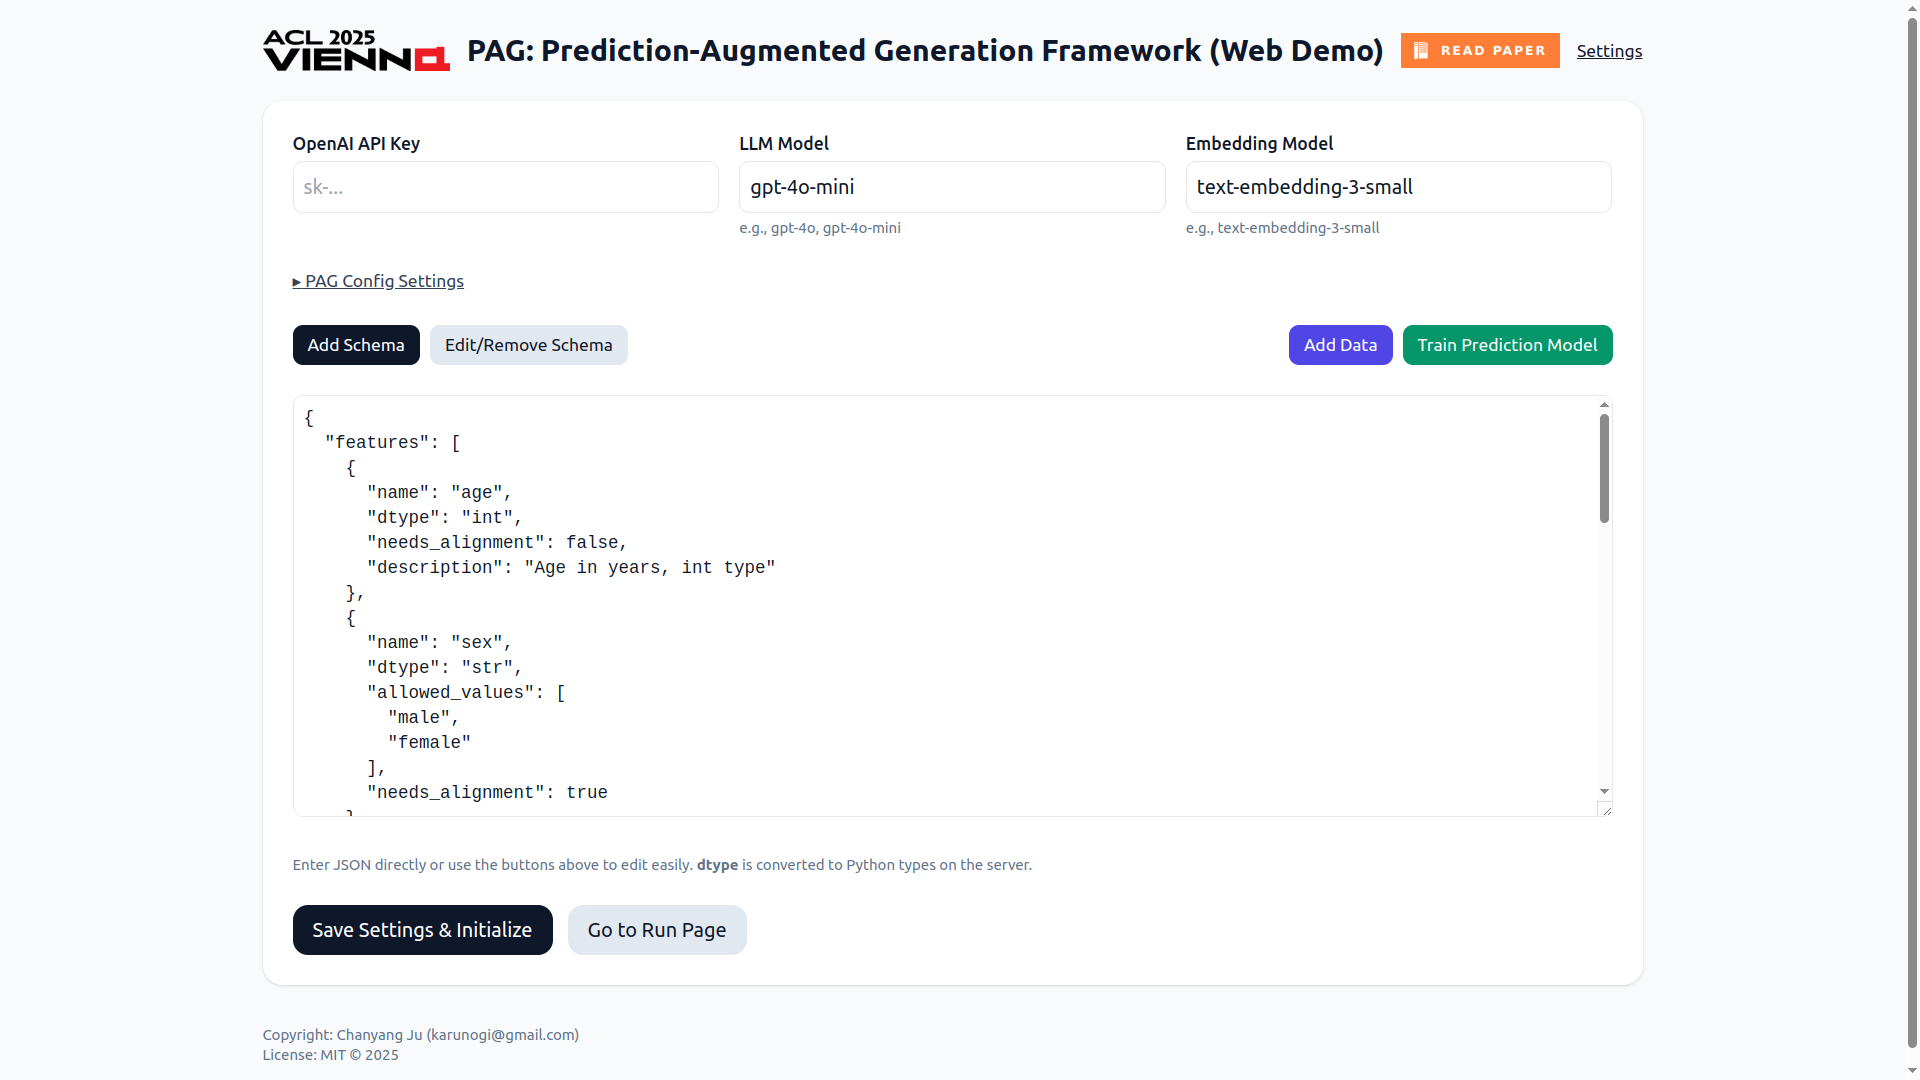 ACL 2025
VIENNA
PAG: Prediction-Augmented Generation Framework (Web Demo)
READ PAPER
Settings
OpenAI API Key
LLM Model
Embedding Model
sk-...
gpt-4o-mini
text-embedding-3-small
e.g., gpt-4o, gpt-4o-mini
e.g., text-embedding-3-small
▸ PAG Config Settings
Add Schema
Edit/Remove Schema
Add Data
Train Prediction Model
{
  "features": [
    {
      "name": "age",
      "dtype": "int",
      "needs_alignment": false,
      "description": "Age in years, int type"
    },
    {
      "name": "sex",
      "dtype": "str",
      "allowed_values": [
        "male",
        "female"
      ],
      "needs_alignment": true
    }
Enter JSON directly or use the buttons above to edit easily. dtype is converted to Python types on the server.
Save Settings & Initialize
Go to Run Page
Copyright: Chanyang Ju (karunogi@gmail.com)
License: MIT © 2025